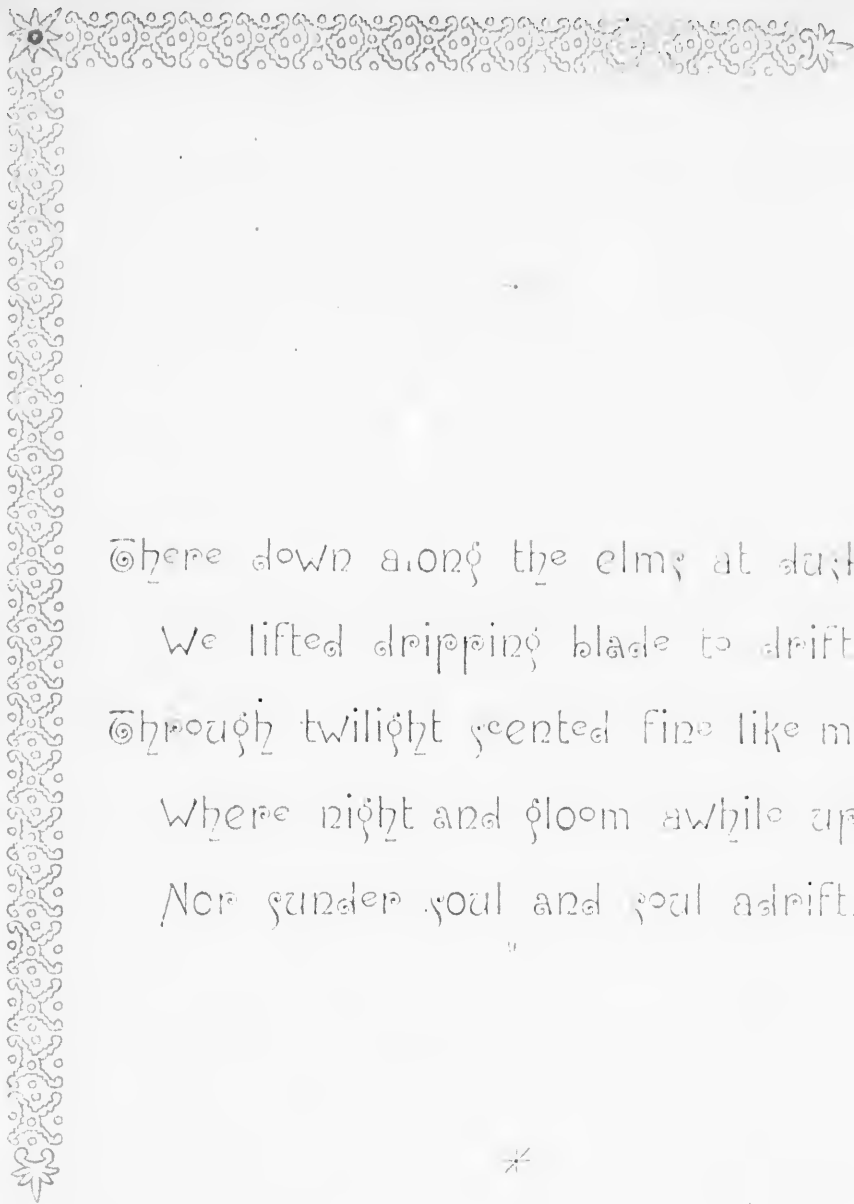 There down along the elms at dusk
We lifted dripping blade to drift
Through twilight scented fine like
Where night and gloom awhile
Nor sunder soul and soul adrift.